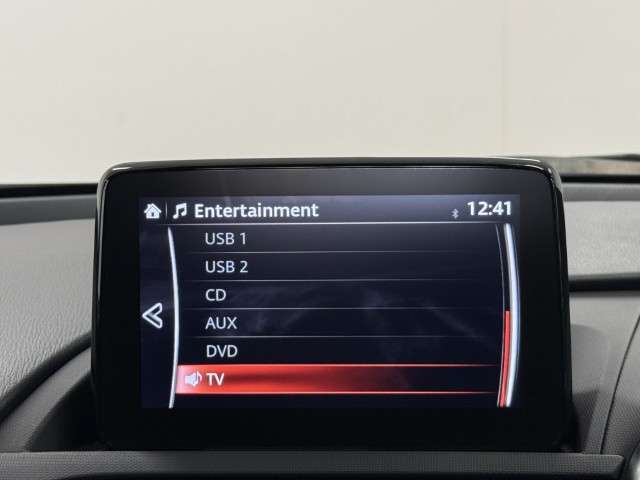 Entertainment 12:41
USB 1
USB 2
CD
AUX
DVD
TV